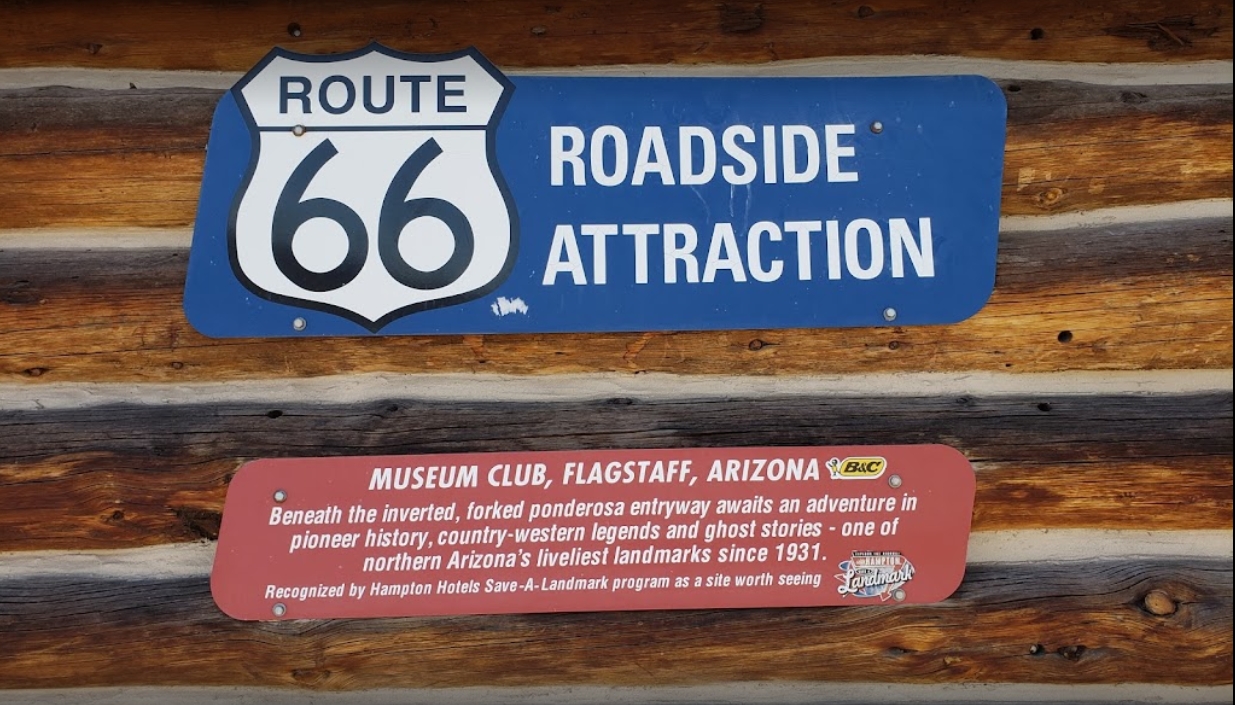 ROUTE
66
ROADSIDE
ATTRACTION
MUSEUM CLUB, FLAGSTAFF, ARIZONA
B&C
Beneath the inverted, forked ponderosa entryway awaits an adventure in
pioneer history, country-western legends and ghost stories - one of
northern Arizona's liveliest landmarks since 1931.
Recognized by Hampton Hotels Save-A-Landmark program as a site worth seeing
HAMPTON
Landmark